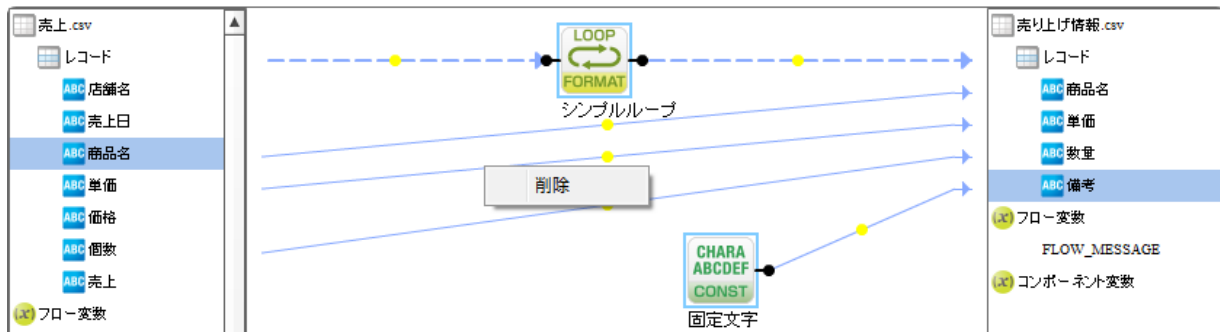 売上.csv
レコード
店舗名
売上日
商品名
単価
価格
個数
売上
フロー変数
LOOP
FORMAT
シンプルループ
削除
CHARA
ABCDEF
CONST
固定文字
売り上げ情報.csv
レコード
商品名
単価
数量
備考
フロー変数
FLOW_MESSAGE
コンポーネント変数